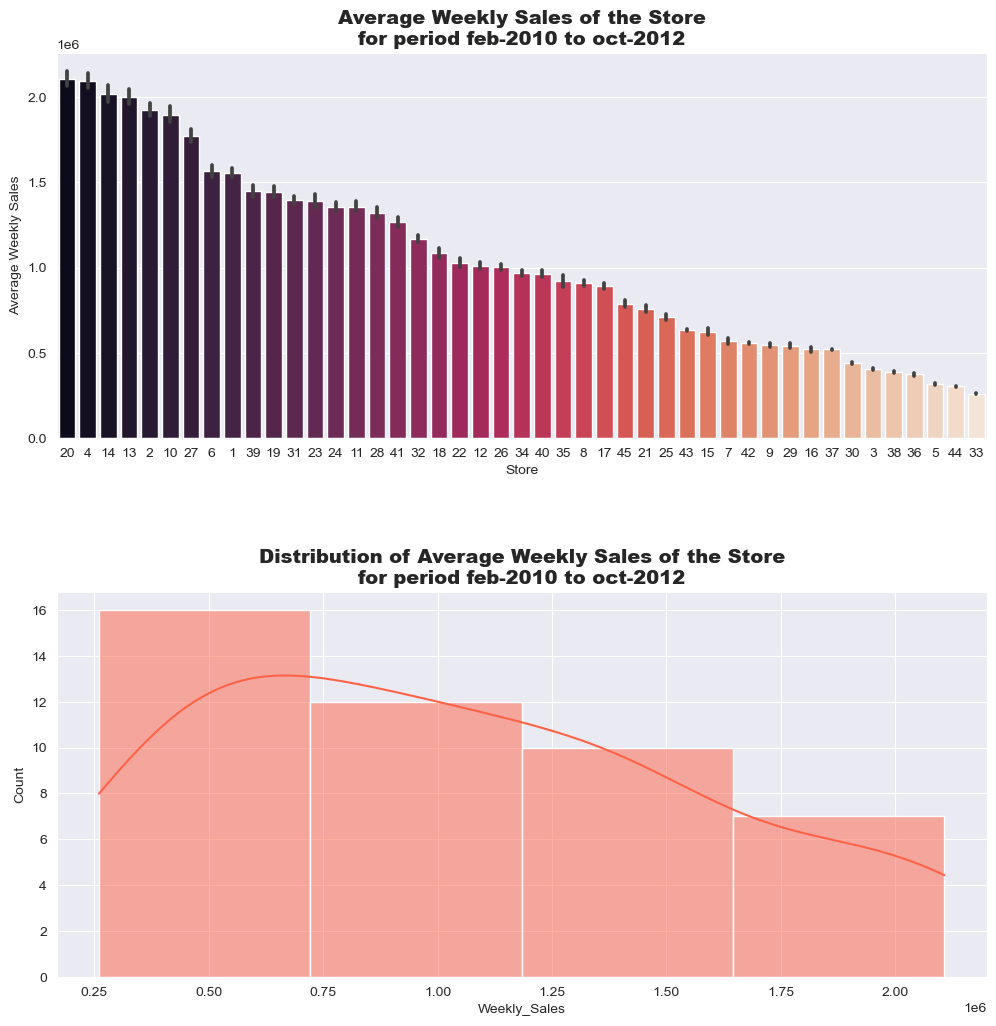 Average Weekly Sales of the Store
for period feb-2010 to oct-2012
1e6
2.0
1.5
1.0
0.5
0.0
Average Weekly Sales
20 4 14 13 2 10 27 6 1 39 19 31 23 24 11 28 41 32 18 22 12 26 34 40 35 8 17 45 21 25 43 15 7 42 9 29 16 37 30 3 38 36 5 44 33
Store
Distribution of Average Weekly Sales of the Store
for period feb-2010 to oct-2012
16
14
12
10
8
6
4
2
0
Count
0.25 0.50 0.75 1.00 1.25 1.50 1.75 2.00
Weekly_Sales
1e6